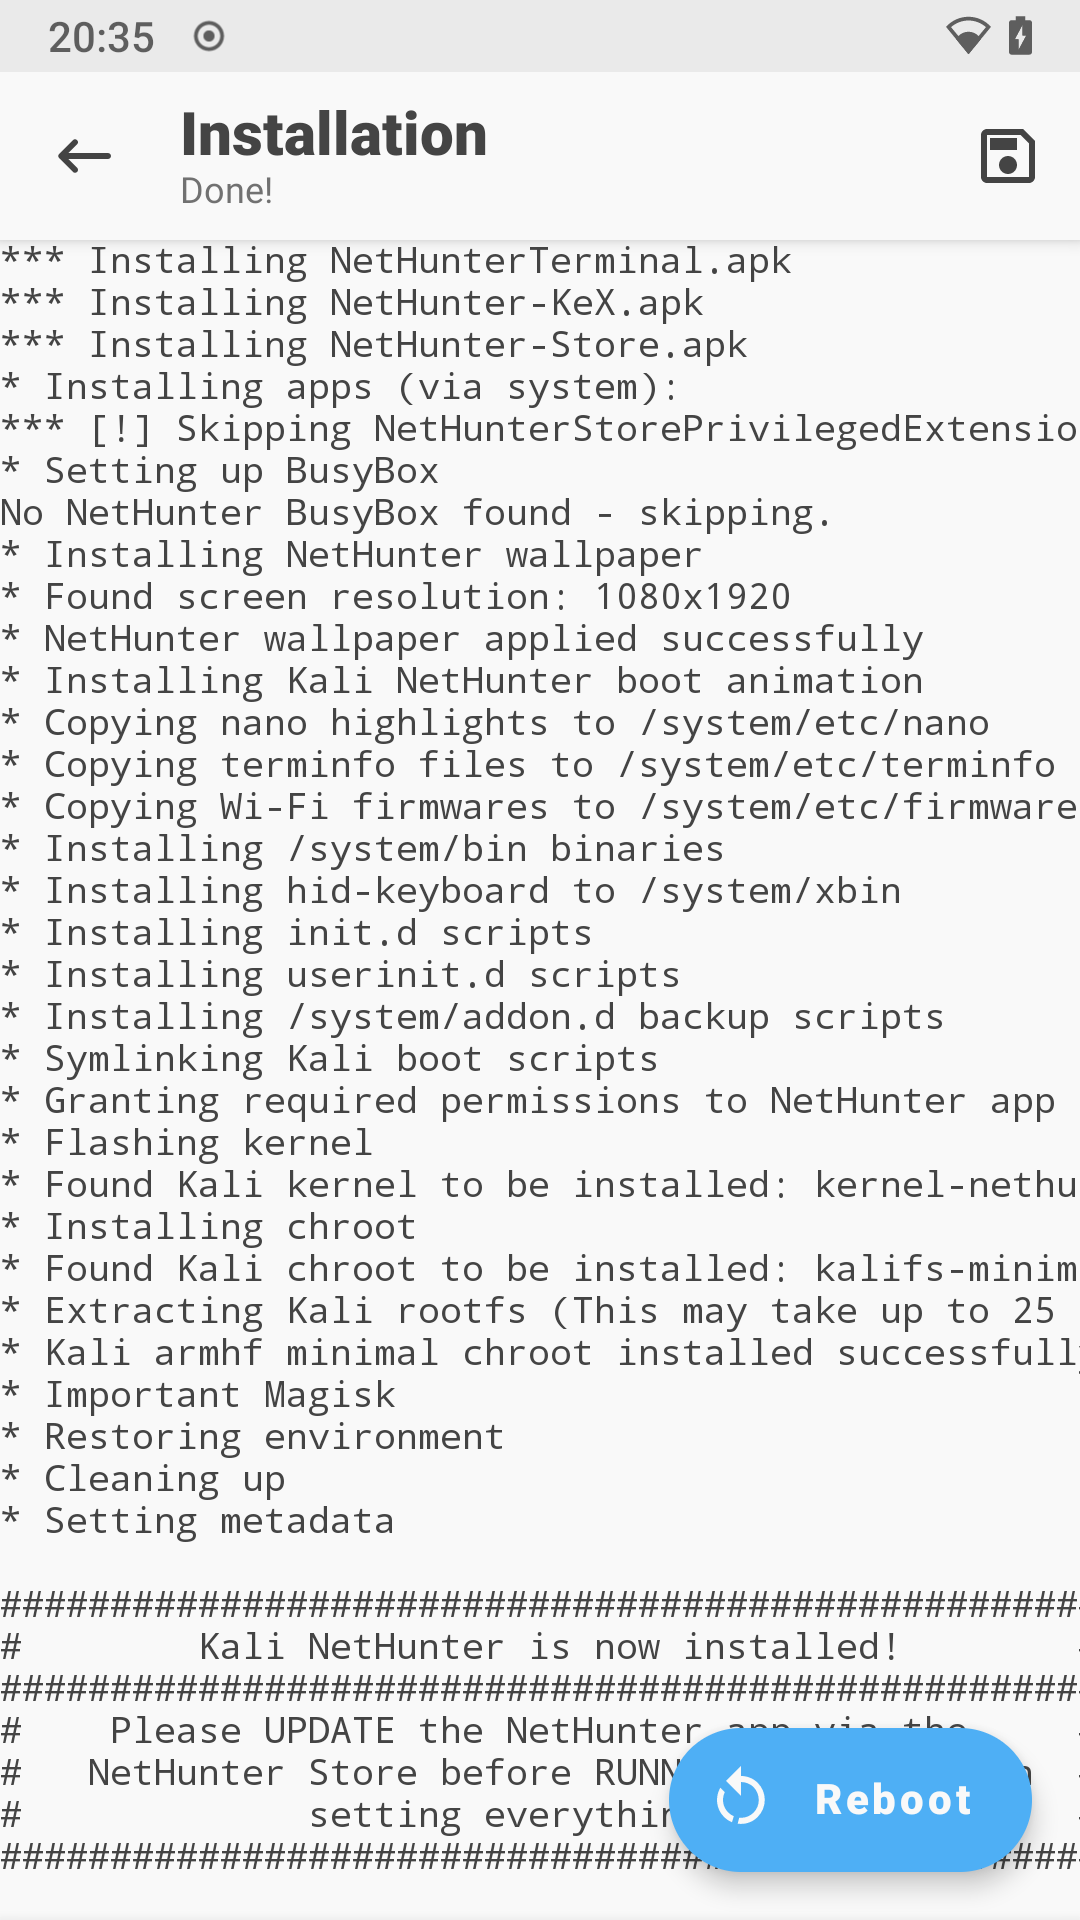 20:35
Installation
Done!
*** Installing NetHunterTerminal.apk
*** Installing NetHunter-KeX.apk
*** Installing NetHunter-Store.apk
* Installing apps (via system):
*** [!] Skipping NetHunterStorePrivilegedExtensio
* Setting up BusyBox
No NetHunter BusyBox found - skipping.
* Installing NetHunter wallpaper
* Found screen resolution: 1080x1920
* NetHunter wallpaper applied successfully
* Installing Kali NetHunter boot animation
* Copying nano highlights to /system/etc/nano
* Copying terminfo files to /system/etc/terminfo
* Copying Wi-Fi firmwares to /system/etc/firmware
* Installing /system/bin binaries
* Installing hid-keyboard to /system/xbin
* Installing init.d scripts
* Installing userinit.d scripts
* Installing /system/addon.d backup scripts
* Symlinking Kali boot scripts
* Granting required permissions to NetHunter app
* Flashing kernel
* Found Kali kernel to be installed: kernel-nethu
* Installing chroot
* Found Kali chroot to be installed: kalifs-minim
* Extracting Kali rootfs (This may take up to 25
* Kali armhf minimal chroot installed successfully
* Important Magisk
* Restoring environment
* Cleaning up
* Setting metadata
#################################################
# Kali NetHunter is now installed!
#################################################
# Please UPDATE the NetHunter app via the
# NetHunter Store before RUNN
# setting everythin
#################################################
Reboot